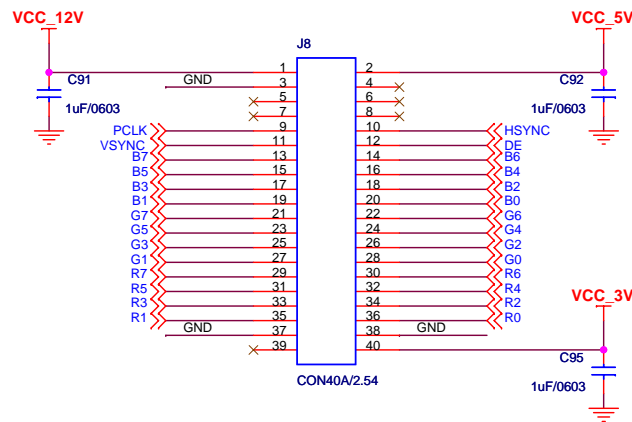 VCC_12V
VCC_5V
J8
1 2
C91 GND 3 4 C92
5 6
1uF/0603 7 8 1uF/0603
PCLK 9 10 HSYNC
VSYNC 11 12 DE
B7 13 14 B6
B5 15 16 B4
B3 17 18 B2
B1 19 20 B0
G7 21 22 G6
G5 23 24 G4
G3 25 26 G2
G1 27 28 G0
R7 29 30 R6
R5 31 32 R4
VCC_3V
R3 33 34 R2
R1 35 36 R0
GND 37 38 GND
39 40
C95
CON40A/2.54
1uF/0603